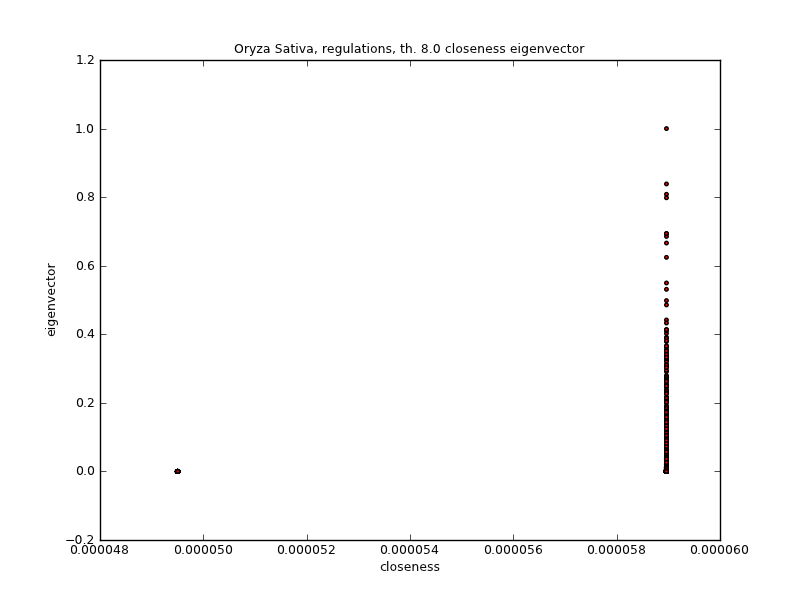 Oryza Sativa, regulations, th. 8.0 closeness eigenvector
1.2
1.0
0.8
0.6
0.4
0.2
0.0
−0.2
eigenvector
0.000048 0.000050 0.000052 0.000054 0.000056 0.000058 0.000060
closeness